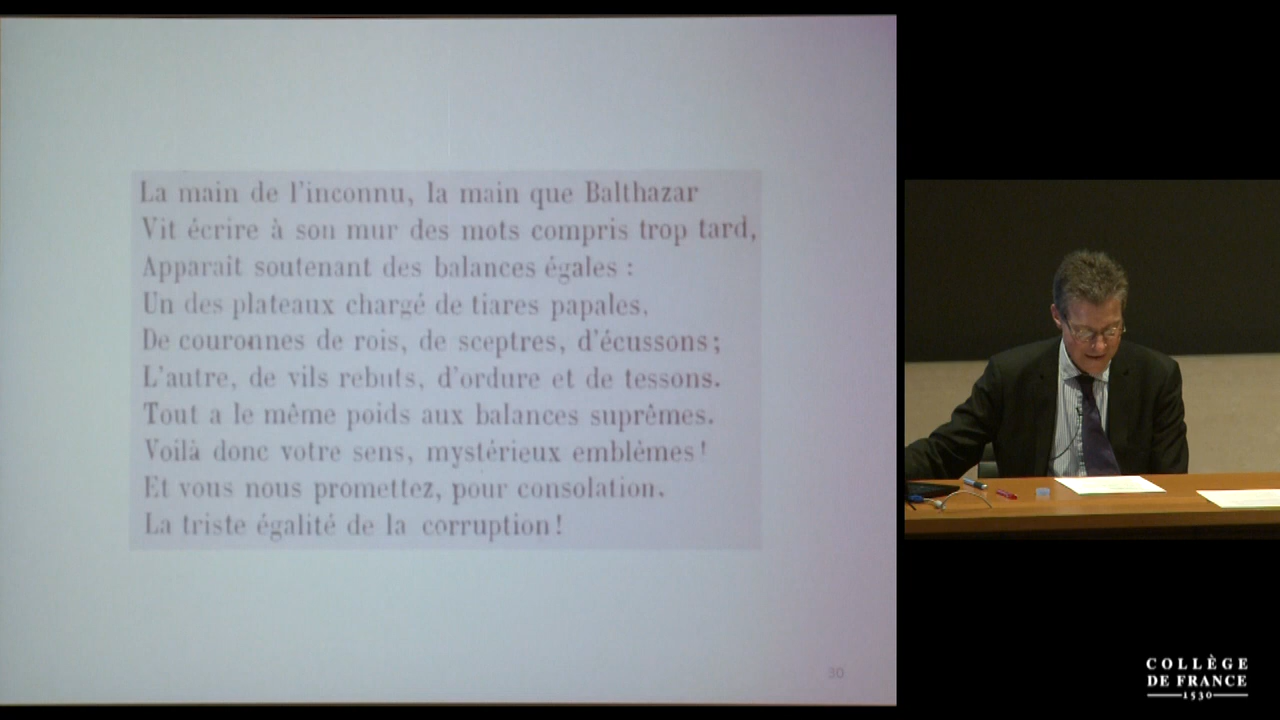 La main de l'inconnu, la main que Balthazar
Vit écrire à son mur des mots compris trop tard,
Apparait soutenant des balances égales :
Un des plateaux chargé de tiares papales.
De couronnes de rois, de sceptres, d'écussons;
L'autre, de vils rebuts, d'ordure et de tessons.
Tout a le même poids aux balances suprêmes.
Voilà donc votre sens, mystérieux emblèmes!
Et vous nous promettez, pour consolation.
La triste égalité de la corruption!
30
COLLÈGE
DE FRANCE
1530